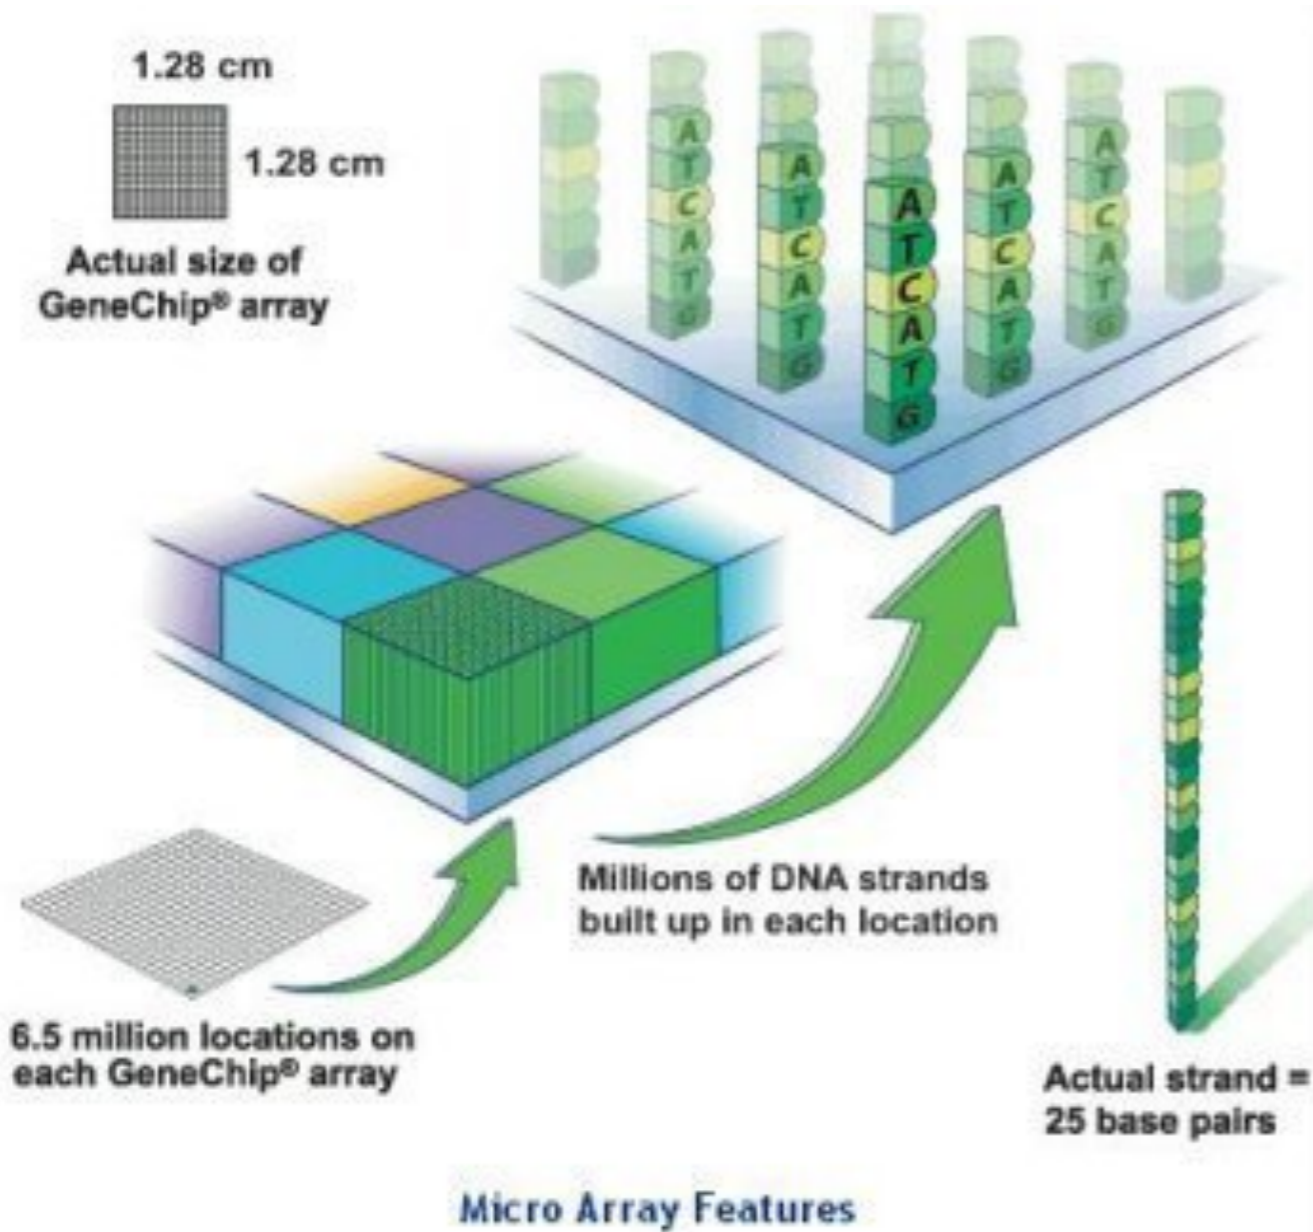 1.28 cm
1.28 cm
Actual size of
GeneChip® array
A T C A T G
A T C A T G
A T C A T G
A T C A T G
A T C A T G
Millions of DNA strands
built up in each location
6.5 million locations on
each GeneChip® array
Actual strand =
25 base pairs
Micro Array Features